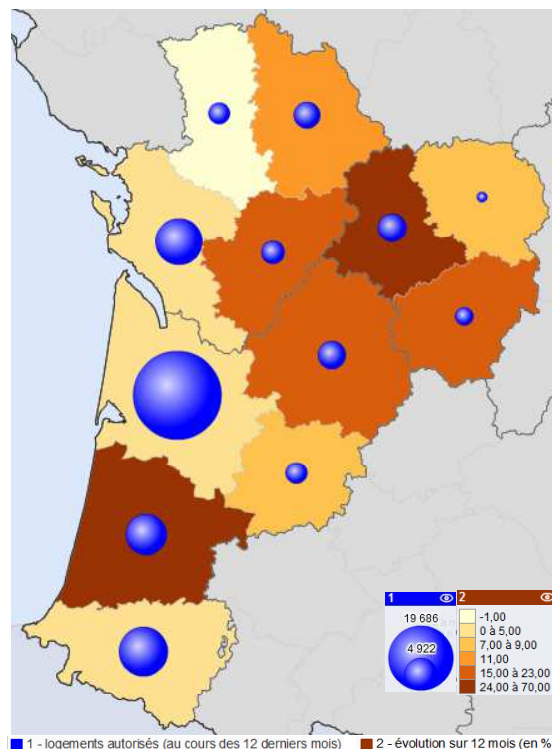 1 2
19 686
4 922
-1,00
0 à 5,00
7,00 à 9,00
11,00
15,00 à 23,00
24,00 à 70,00
1 - logements autorisés (au cours des 12 derniers mois) 2 - évolution sur 12 mois (en %